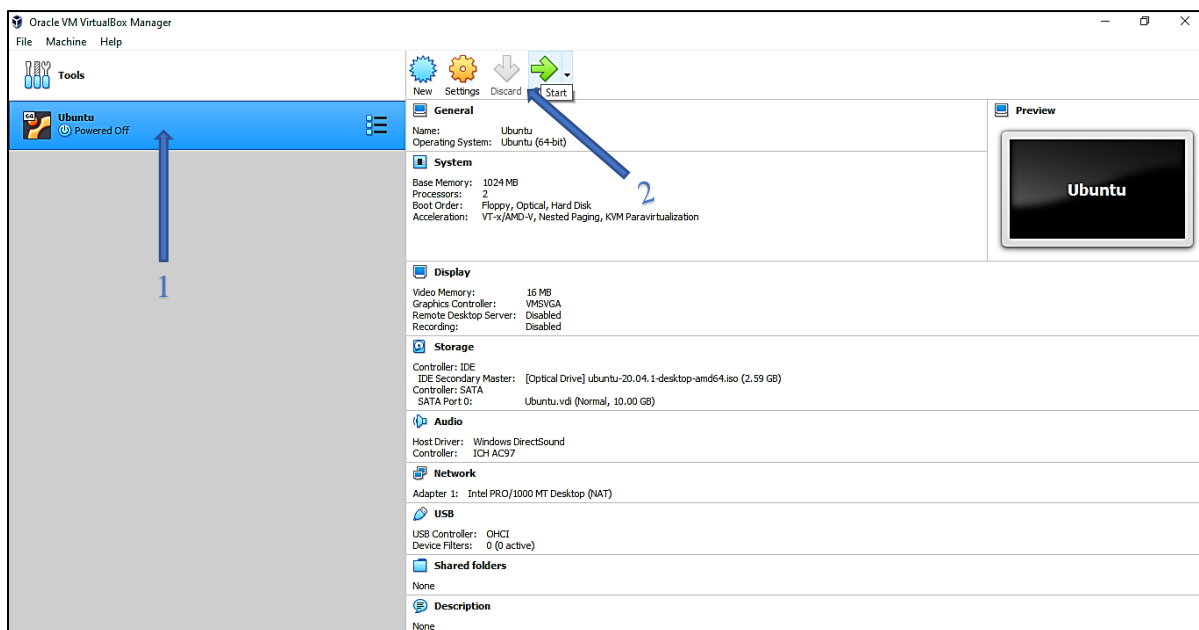 Oracle VM VirtualBox Manager
File Machine Help
Tools
New Settings Discard
Start
64
Ubuntu
Powered Off
1
2
General
Name: Ubuntu
Operating System: Ubuntu (64-bit)
Preview
Ubuntu
System
Base Memory: 1024 MB
Processors: 2
Boot Order: Floppy, Optical, Hard Disk
Acceleration: VT-x/AMD-V, Nested Paging, KVM Paravirtualization
Display
Video Memory: 16 MB
Graphics Controller: VMSVGA
Remote Desktop Server: Disabled
Recording: Disabled
Storage
Controller: IDE
IDE Secondary Master: [Optical Drive] ubuntu-20.04.1-desktop-amd64.iso (2.59 GB)
Controller: SATA
SATA Port 0: Ubuntu.vdi (Normal, 10.00 GB)
Audio
Host Driver: Windows DirectSound
Controller: ICH AC97
Network
Adapter 1: Intel PRO/1000 MT Desktop (NAT)
USB
USB Controller: OHCI
Device Filters: 0 (0 active)
Shared folders
None
Description
None